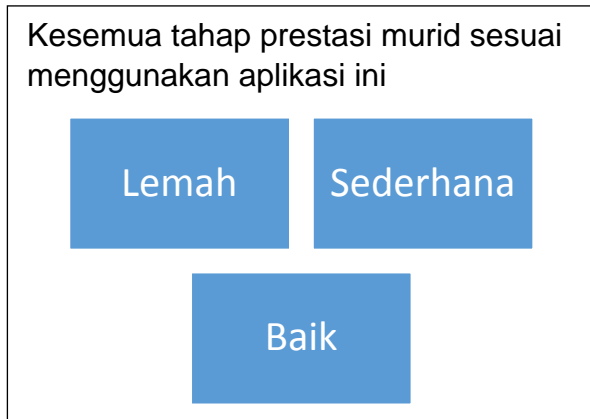 Kesemua tahap prestasi murid sesuai
menggunakan aplikasi ini
Lemah
Sederhana
Baik